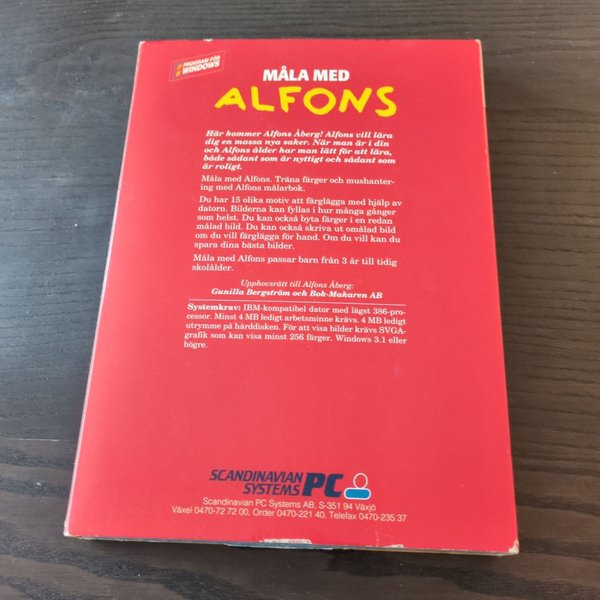 PROGRAM FÖR
WINDOWS
MÅLA MED
ALFONS
Här kommer Alfons Åberg! Alfons vill lära
dig en massa nya saker. När man är i din
och Alfons ålder har man lätt för att lära,
både sådant som är nyttigt och sådant som
är roligt.
Måla med Alfons. Träna färger och mushanter-
ing med Alfons målarbok.
Du har 15 olika motiv att färglägga med hjälp av
datorn. Bilderna kan fyllas i hur många gånger
som helst. Du kan också byta färger i en redan
målad bild. Du kan också skriva ut omålad bild
om du vill färglägga för hand. Om du vill kan du
spara dina bästa bilder.
Måla med Alfons passar barn från 3 år till tidig
skolålder.
Upphovsrätt till Alfons Åberg:
Gunilla Bergström och Bok-Makaren AB
Systemkrav: IBM-kompatibel dator med lägst 386-pro-
cessor. Minst 4 MB ledigt arbetsminne krävs. 4 MB ledigt
utrymme på hårddisken. För att visa bilder krävs SVGA-
grafik som kan visa minst 256 färger. Windows 3.1 eller
högre.
SCANDINAVIAN
SYSTEMS PC
Scandinavian PC Systems AB, S-351 94 Växjö
Växel 0470-72 72 00, Order 0470-221 40, Telefax 0470-235 37